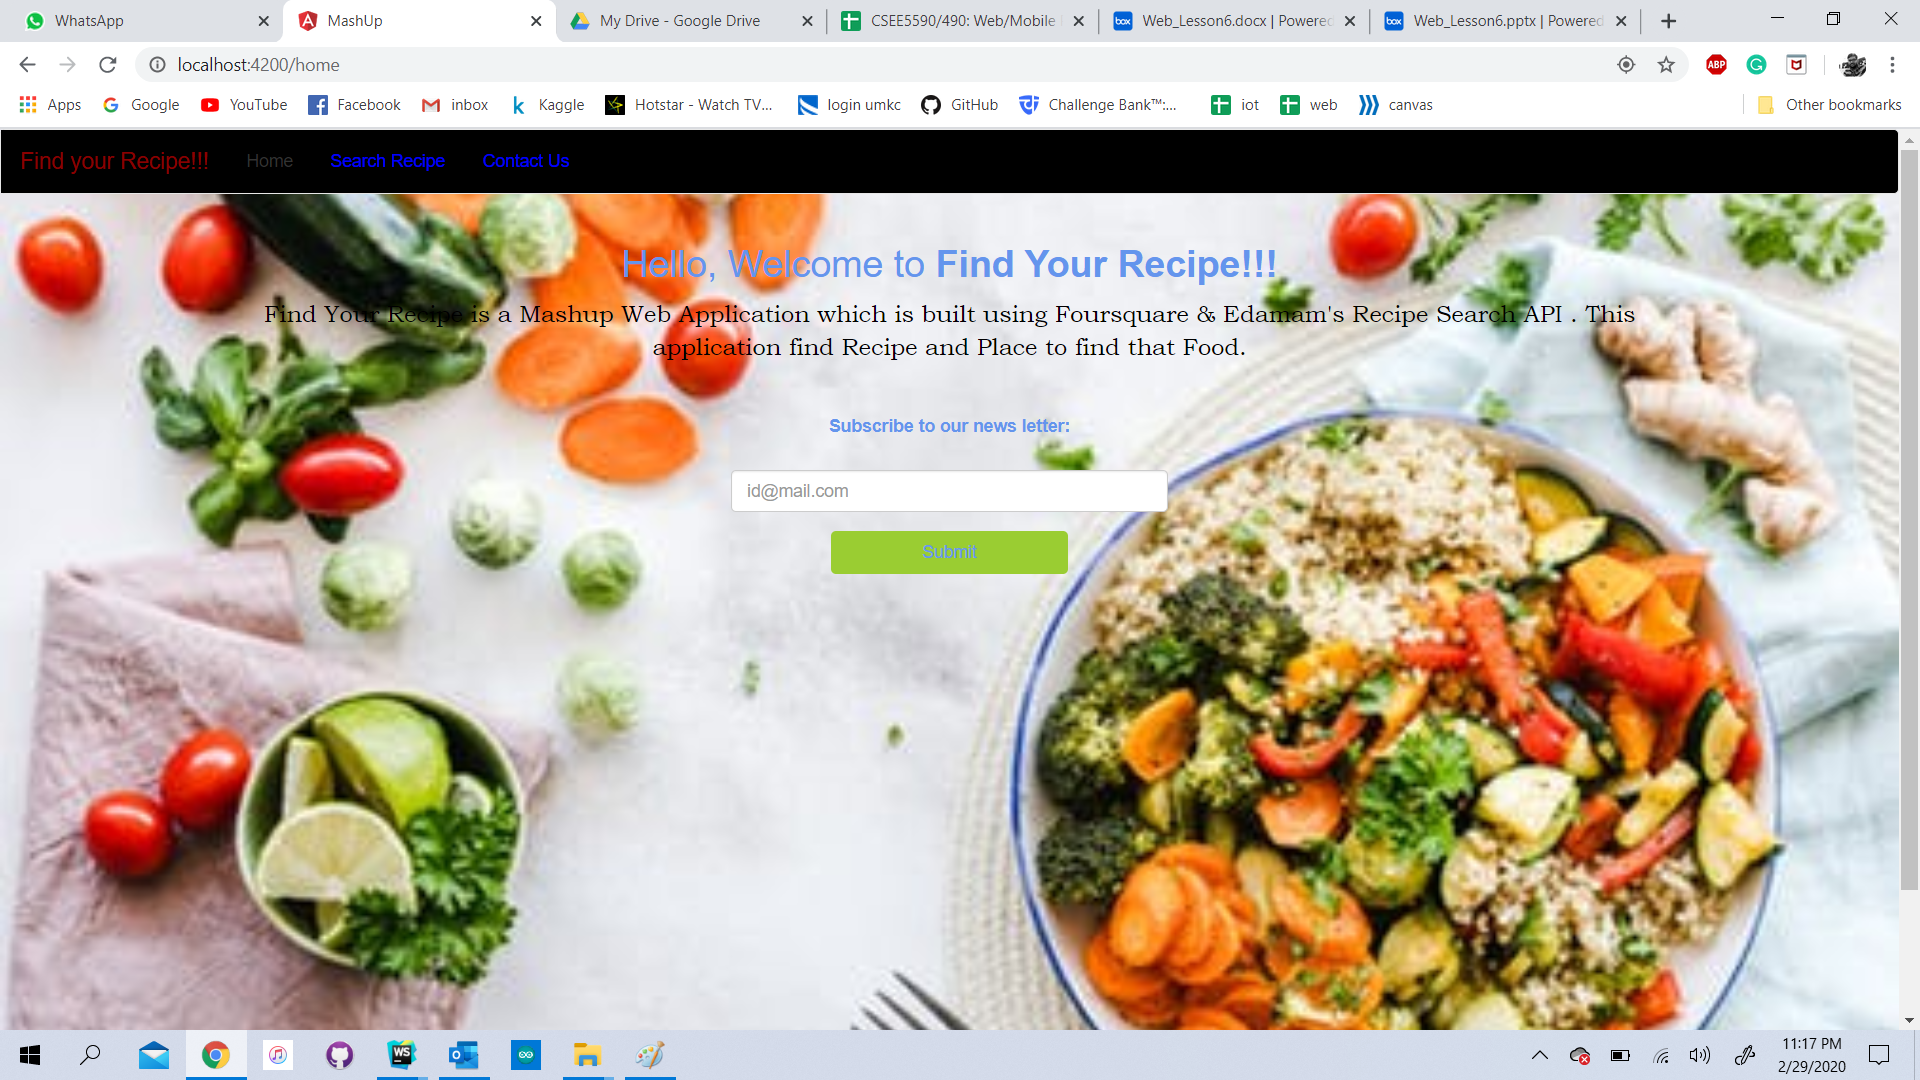 WhatsApp
MashUp
My Drive - Google Drive
CSEE5590/490: Web/Mobile
Web_Lesson6.docx | Powered
Web_Lesson6.pptx | Powered
localhost:4200/home
ABP
Apps
Google
YouTube
Facebook
inbox
Kaggle
Hotstar - Watch TV...
login umkc
GitHub
Challenge Bank™:...
iot
web
canvas
Other bookmarks
Find your Recipe!!!
Home
Search Recipe
Contact Us
Hello, Welcome to Find Your Recipe!!!
Find Your Recipe is a Mashup Web Application which is built using Foursquare & Edamam's Recipe Search API . This
application find Recipe and Place to find that Food.
Subscribe to our news letter:
id@mail.com
Submit
WS
11:17 PM
2/29/2020